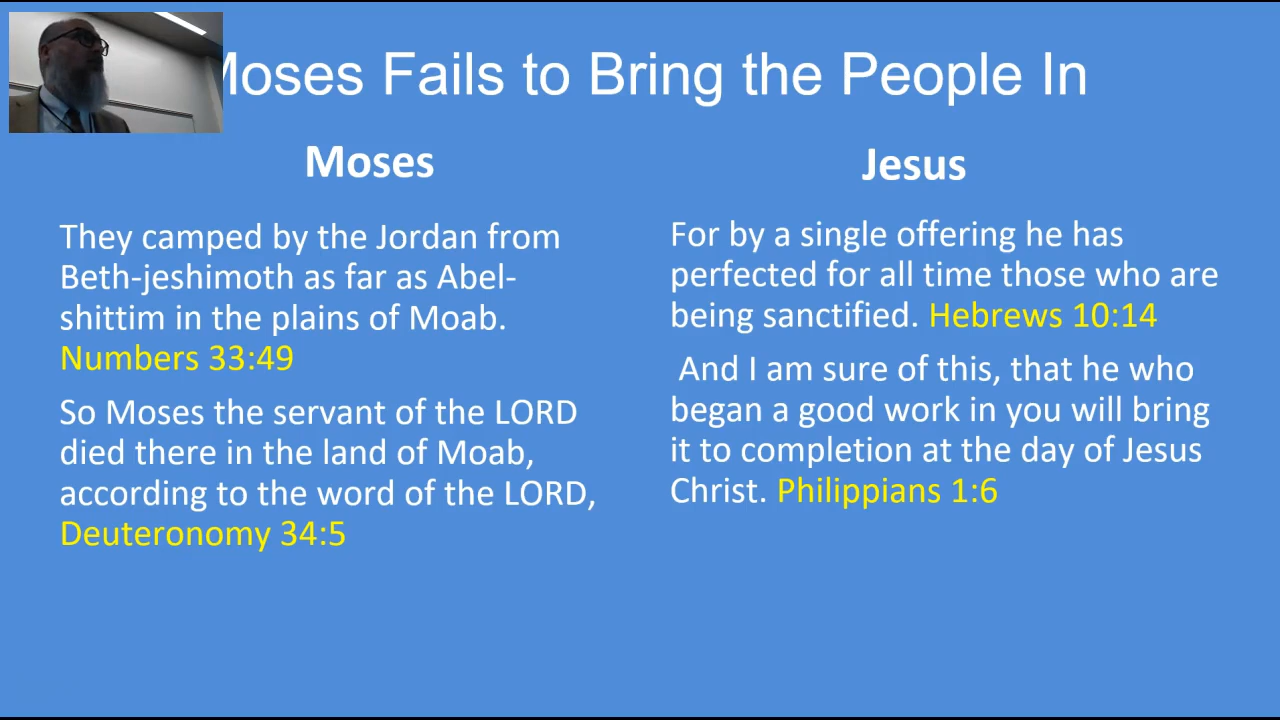 Moses Fails to Bring the People In
Moses
They camped by the Jordan from
Beth-jeshimoth as far as Abel-
shittim in the plains of Moab.
Numbers 33:49
So Moses the servant of the LORD
died there in the land of Moab,
according to the word of the LORD,
Deuteronomy 34:5
Jesus
For by a single offering he has
perfected for all time those who are
being sanctified. Hebrews 10:14
And I am sure of this, that he who
began a good work in you will bring
it to completion at the day of Jesus
Christ. Philippians 1:6